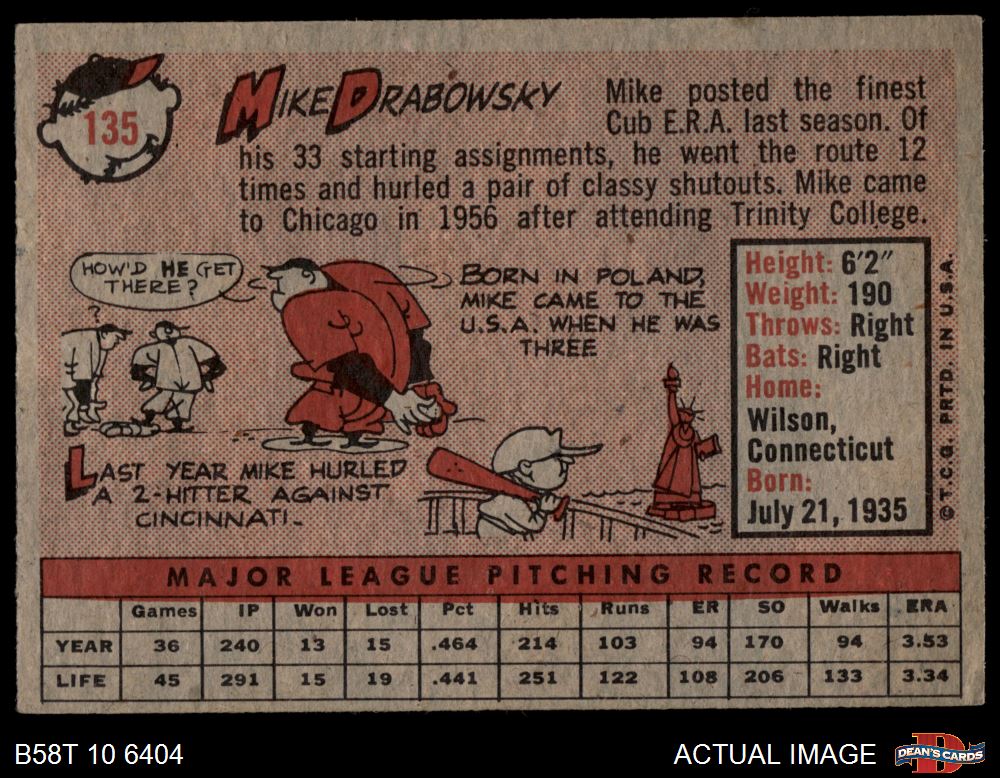 135
MIKE DRABOWSKY
Mike posted the finest
Cub E.R.A. last season. Of
his 33 starting assignments, he went the route 12
times and hurled a pair of classy shutouts. Mike came
to Chicago in 1956 after attending Trinity College.
HOW'D HE GET
THERE?
?
BORN IN POLAND,
MIKE CAME TO THE
U.S.A. WHEN HE WAS
THREE
LAST YEAR MIKE HURLED
A 2-HITTER AGAINST
CINCINNATI.
Height: 6'2"
Weight: 190
Throws: Right
Bats: Right
Home:
Wilson,
Connecticut
Born:
July 21, 1935
© T.C.G. PRTD. IN U.S.A.
MAJOR LEAGUE PITCHING RECORD
Games IP Won Lost Pct Hits Runs ER SO Walks ERA
YEAR 36 240 13 15 .464 214 103 94 170 94 3.53
LIFE 45 291 15 19 .441 251 122 108 206 133 3.34
B58T 10 6404
ACTUAL IMAGE
DEAN'S CARDS